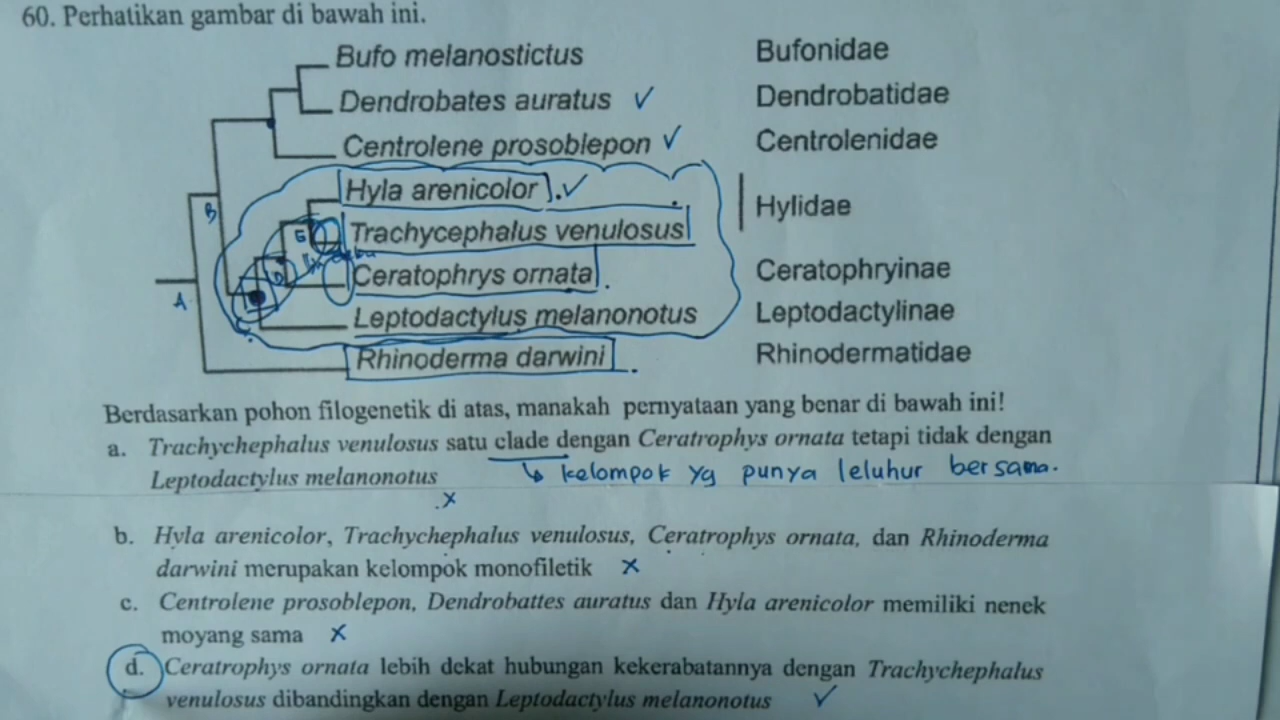 60. Perhatikan gambar di bawah ini.
Bufo melanostictus Bufonidae
Dendrobates auratus ✓ Dendrobatidae
Centrolene prosoblepon ✓ Centrolenidae
Hyla arenicolor ✓
Hylidae
B
E Trachycephalus venulosus
D Ceratophrys ornata Ceratophryinae
A
C Leptodactylus melanonotus Leptodactylinae
Rhinoderma darwini Rhinodermatidae
Berdasarkan pohon filogenetik di atas, manakah pernyataan yang benar di bawah ini!
a. Trachychephalus venulosus satu clade dengan Ceratrophys ornata tetapi tidak dengan
Leptodactylus melanonotus ↳ kelompok yg punya leluhur bersama.
x
b. Hyla arenicolor, Trachychephalus venulosus, Ceratrophys ornata, dan Rhinoderma
darwini merupakan kelompok monofiletik x
c. Centrolene prosoblepon, Dendrobattes auratus dan Hyla arenicolor memiliki nenek
moyang sama x
d. Ceratrophys ornata lebih dekat hubungan kekerabatannya dengan Trachychephalus
venulosus dibandingkan dengan Leptodactylus melanonotus ✓